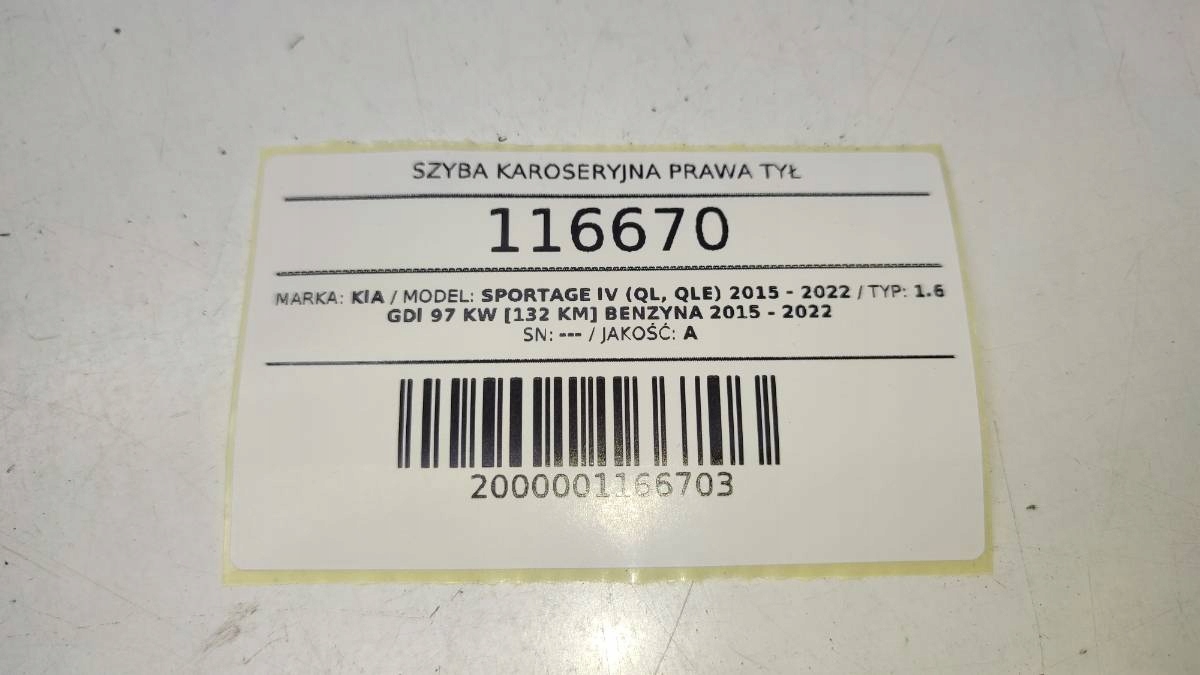 SZYBA KAROSERYJNA PRAWA TYŁ
116670
MARKA: KIA / MODEL: SPORTAGE IV (QL, QLE) 2015 - 2022 / TYP: 1.6
GDI 97 KW [132 KM] BENZYNA 2015 - 2022
SN: --- / JAKOŚĆ: A
2000001166703